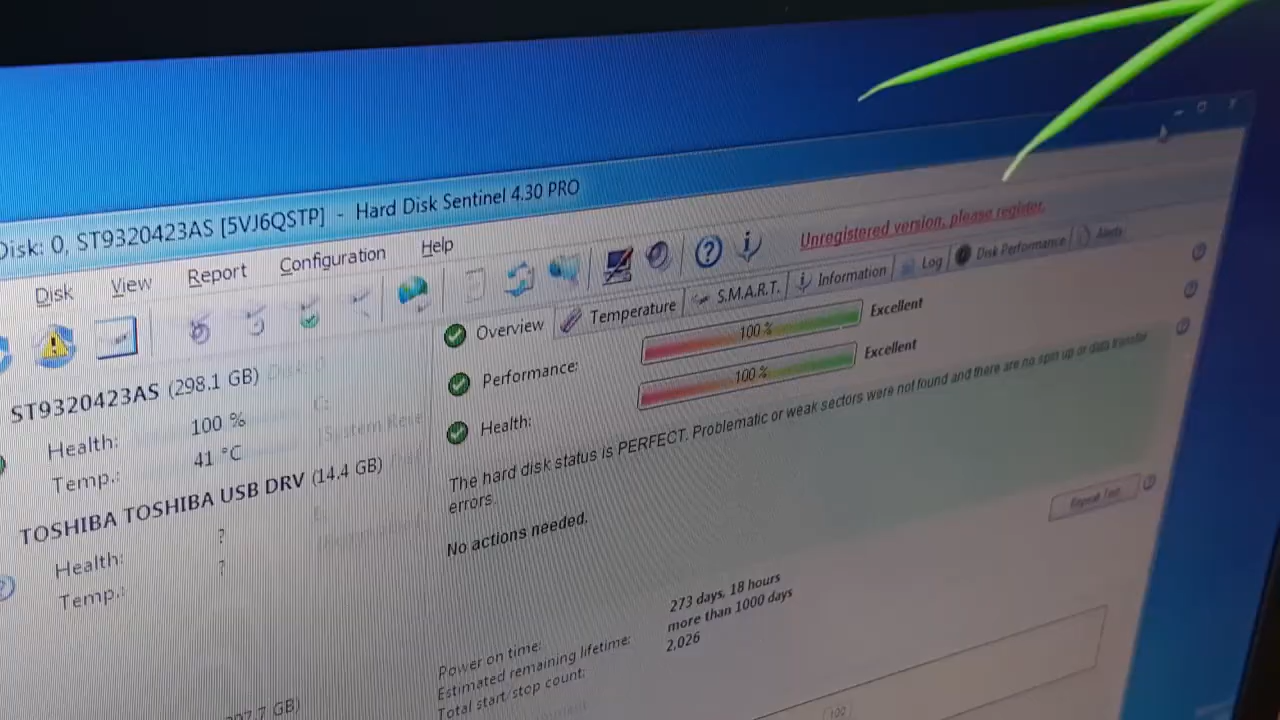 Disk: 0, ST9320423AS [5VJ6QSTP] - Hard Disk Sentinel 4.30 PRO
Disk View Report Configuration Help
Unregistered version, please register.
Overview Temperature S.M.A.R.T. Information Log Disk Performance Alerts
ST9320423AS (298.1 GB)
Health: 100 %
Temp.: 41 °C
TOSHIBA TOSHIBA USB DRV (14.4 GB)
Health: ?
Temp.: ?
Performance: 100 % Excellent
Health: 100 % Excellent
The hard disk status is PERFECT. Problematic or weak sectors were not found and there are no spin up or data transfer
errors.
No actions needed.
Repeat Test
Power on time: 273 days, 18 hours
Estimated remaining lifetime: more than 1000 days
Total start/stop count: 2,026
100